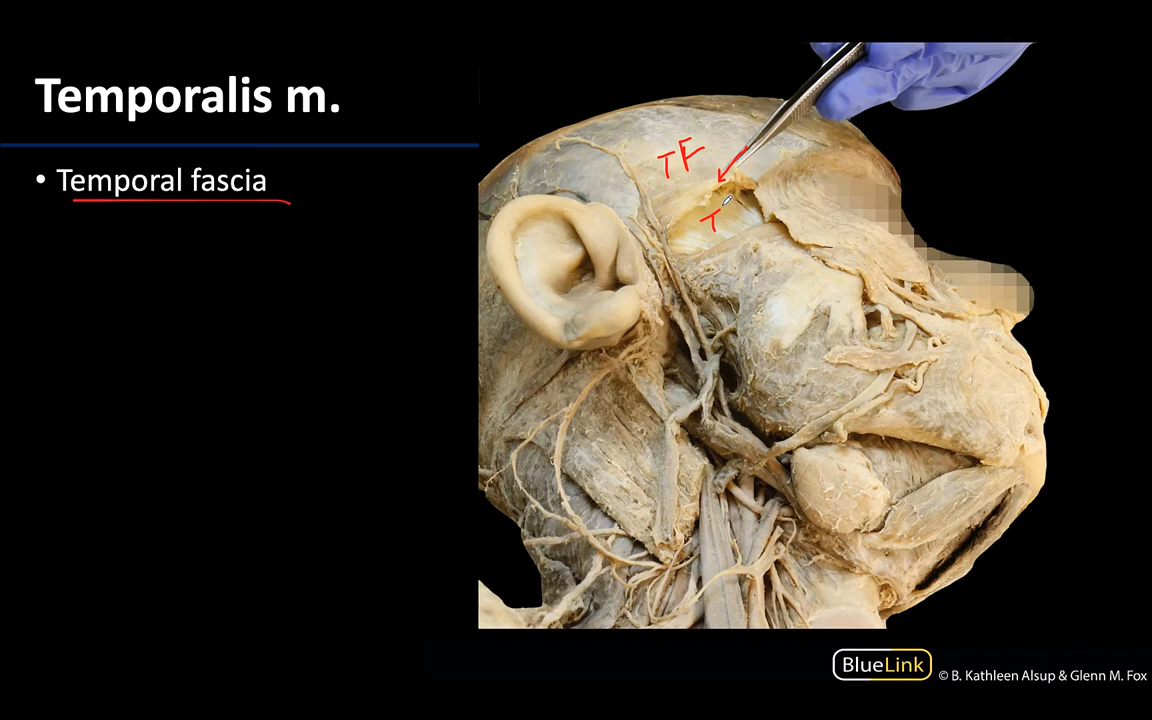 Temporalis m.
• Temporal fascia
TF
T
BlueLink
© B. Kathleen Alsup & Glenn M. Fox